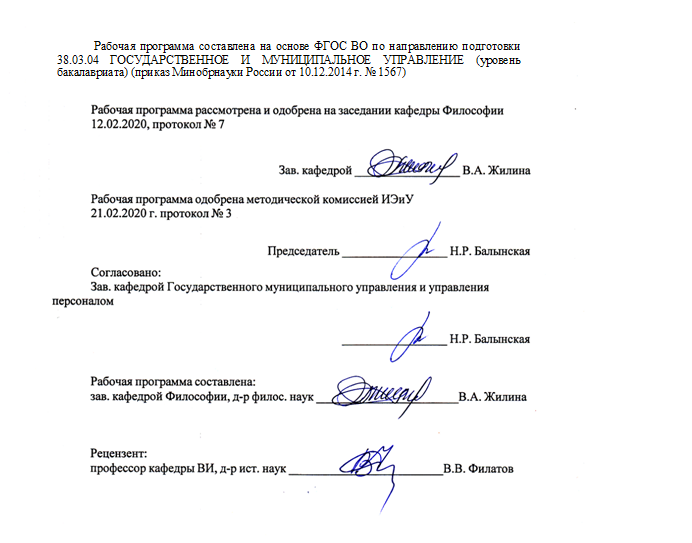 Рабочая программа составлена на основе ФГОС ВО по направлению подготовки
38.03.04 ГОСУДАРСТВЕННОЕ И МУНИЦИПАЛЬНОЕ УПРАВЛЕНИЕ (уровень
бакалавриата) (приказ Минобрнауки России от 10.12.2014 г. № 1567)
Рабочая программа рассмотрена и одобрена на заседании кафедры Философии
12.02.2020, протокол № 7
Зав. кафедрой В.А. Жилина
Рабочая программа одобрена методической комиссией ИЭиУ
21.02.2020 г. протокол № 3
Председатель Н.Р. Балынская
Согласовано:
Зав. кафедрой Государственного муниципального управления и управления
персоналом
Н.Р. Балынская
Рабочая программа составлена:
зав. кафедрой Философии, д-р филос. наук В.А. Жилина
Рецензент:
профессор кафедры ВИ, д-р ист. наук В.В. Филатов